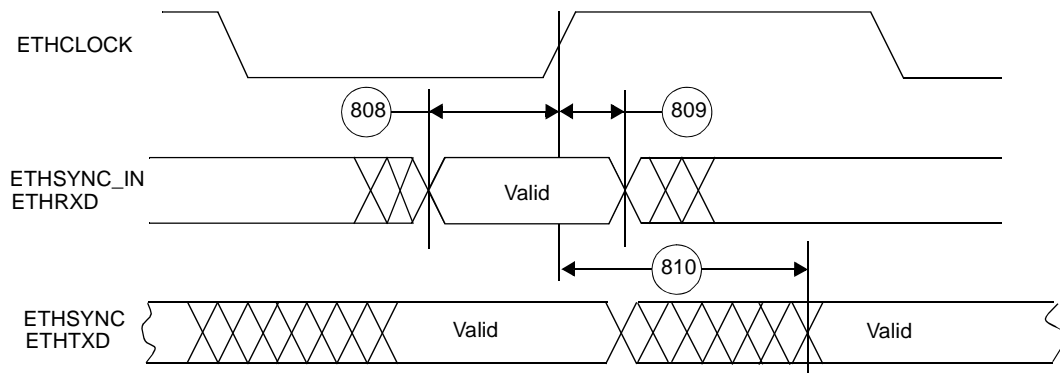 ETHCLOCK
808
809
ETHSYNC_IN
ETHRXD
Valid
810
ETHSYNC
ETHTXD
Valid
Valid